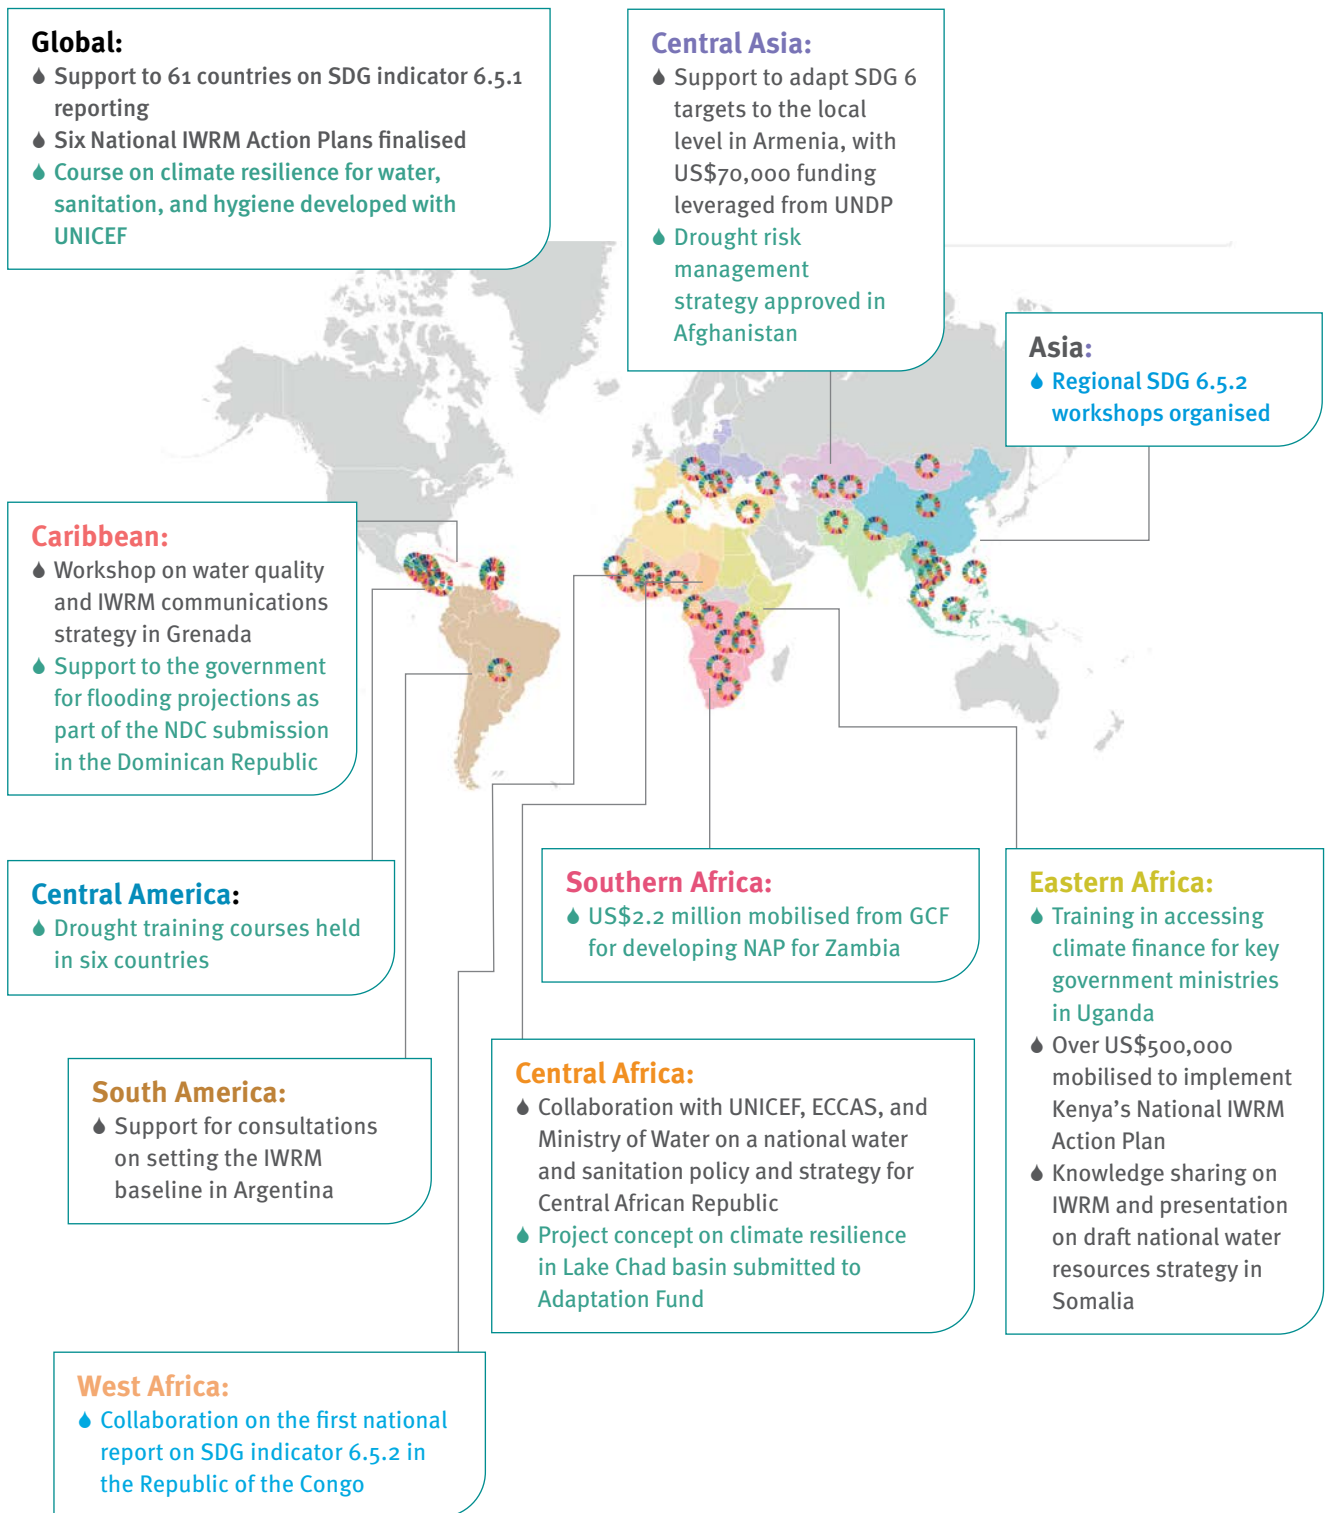 Global:
Support to 61 countries on SDG indicator 6.5.1
reporting
Six National IWRM Action Plans finalised
Course on climate resilience for water,
sanitation, and hygiene developed with
UNICEF
Central Asia:
Support to adapt SDG 6
targets to the local
level in Armenia, with
US$70,000 funding
leveraged from UNDP
Drought risk
management
strategy approved in
Afghanistan
Asia:
Regional SDG 6.5.2
workshops organised
Caribbean:
Workshop on water quality
and IWRM communications
strategy in Grenada
Support to the government
for flooding projections as
part of the NDC submission
in the Dominican Republic
Central America:
Drought training courses held
in six countries
Southern Africa:
US$2.2 million mobilised from GCF
for developing NAP for Zambia
Eastern Africa:
Training in accessing
climate finance for key
government ministries
in Uganda
Over US$500,000
mobilised to implement
Kenya's National IWRM
Action Plan
Knowledge sharing on
IWRM and presentation
on draft national water
resources strategy in
Somalia
South America:
Support for consultations
on setting the IWRM
baseline in Argentina
Central Africa:
Collaboration with UNICEF, ECCAS, and
Ministry of Water on a national water
and sanitation policy and strategy for
Central African Republic
Project concept on climate resilience
in Lake Chad basin submitted to
Adaptation Fund
West Africa:
Collaboration on the first national
report on SDG indicator 6.5.2 in
the Republic of the Congo